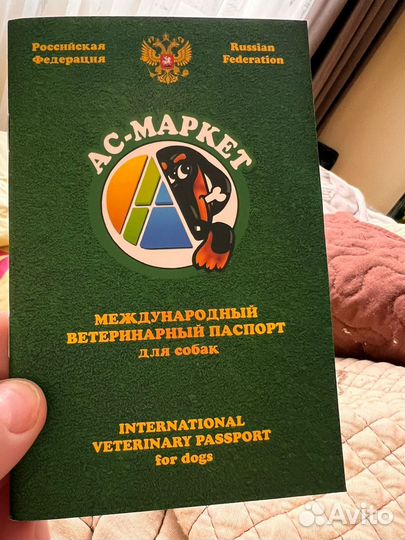 Российская
Федерация
Russian
Federation
АС-МАРКЕТ
МЕЖДУНАРОДНЫЙ
ВЕТЕРИНАРНЫЙ ПАСПОРТ
для собак
INTERNATIONAL
VETERINARY PASSPORT
for dogs
Avito